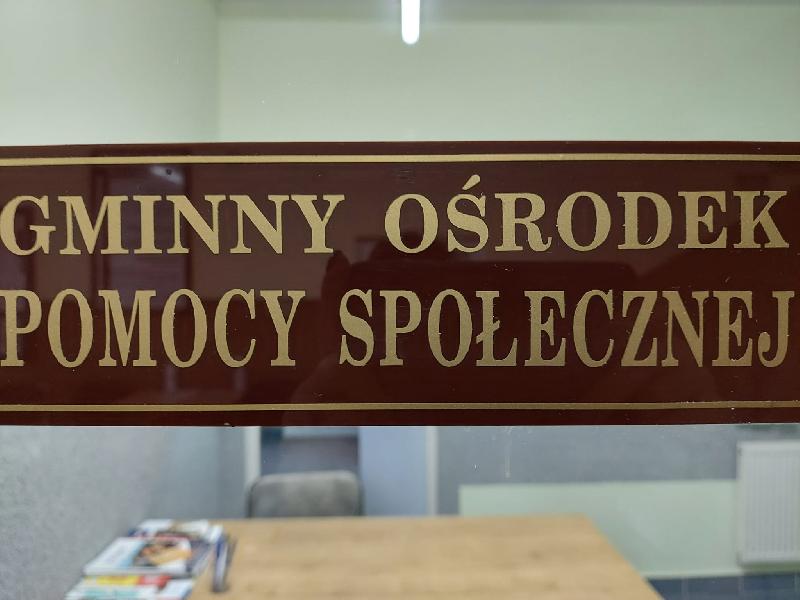 GMINNY OŚRODEK
POMOCY SPOŁECZNEJ